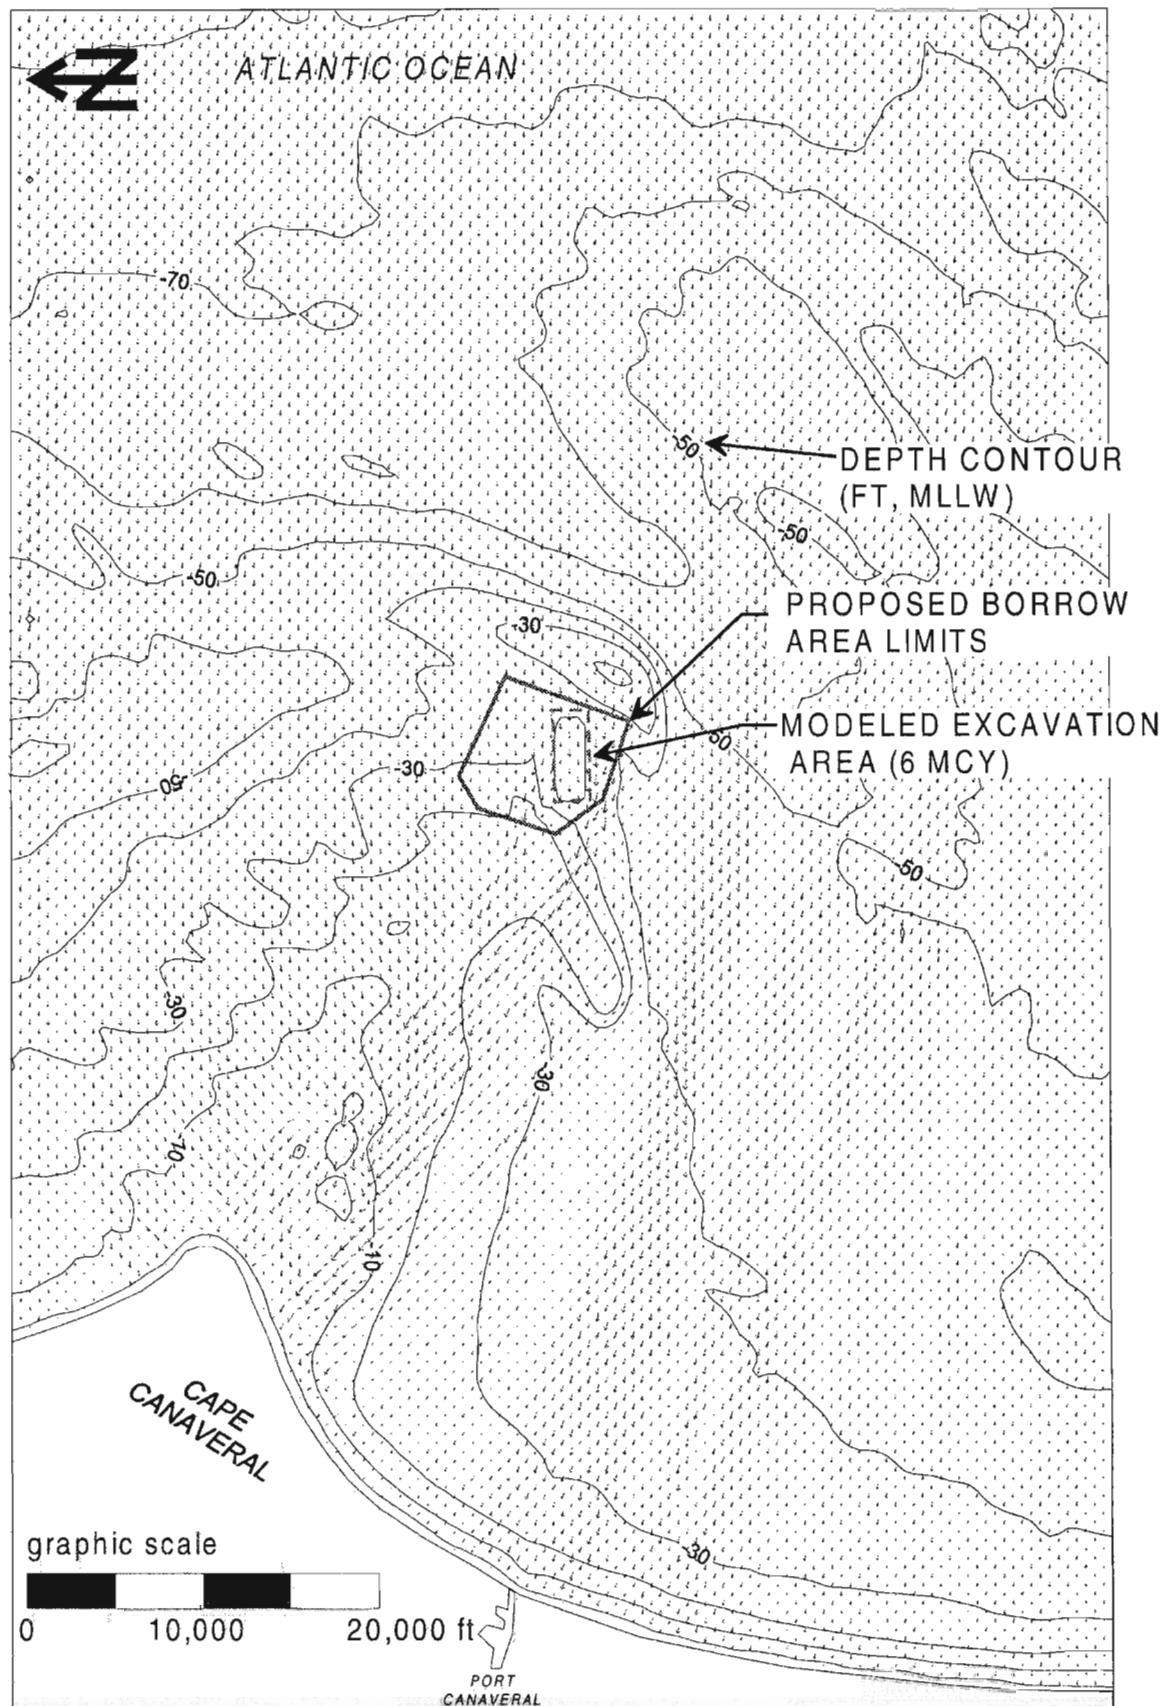 N
ATLANTIC OCEAN
-70
-50
DEPTH CONTOUR
(FT, MLLW)
-50
-50
PROPOSED BORROW
AREA LIMITS
-30
MODELED EXCAVATION
AREA (6 MCY)
-50
-30
-50
-50
-30
-30
-10
-10
CAPE
CANAVERAL
-30
graphic scale
0 10,000 20,000 ft
PORT
CANAVERAL